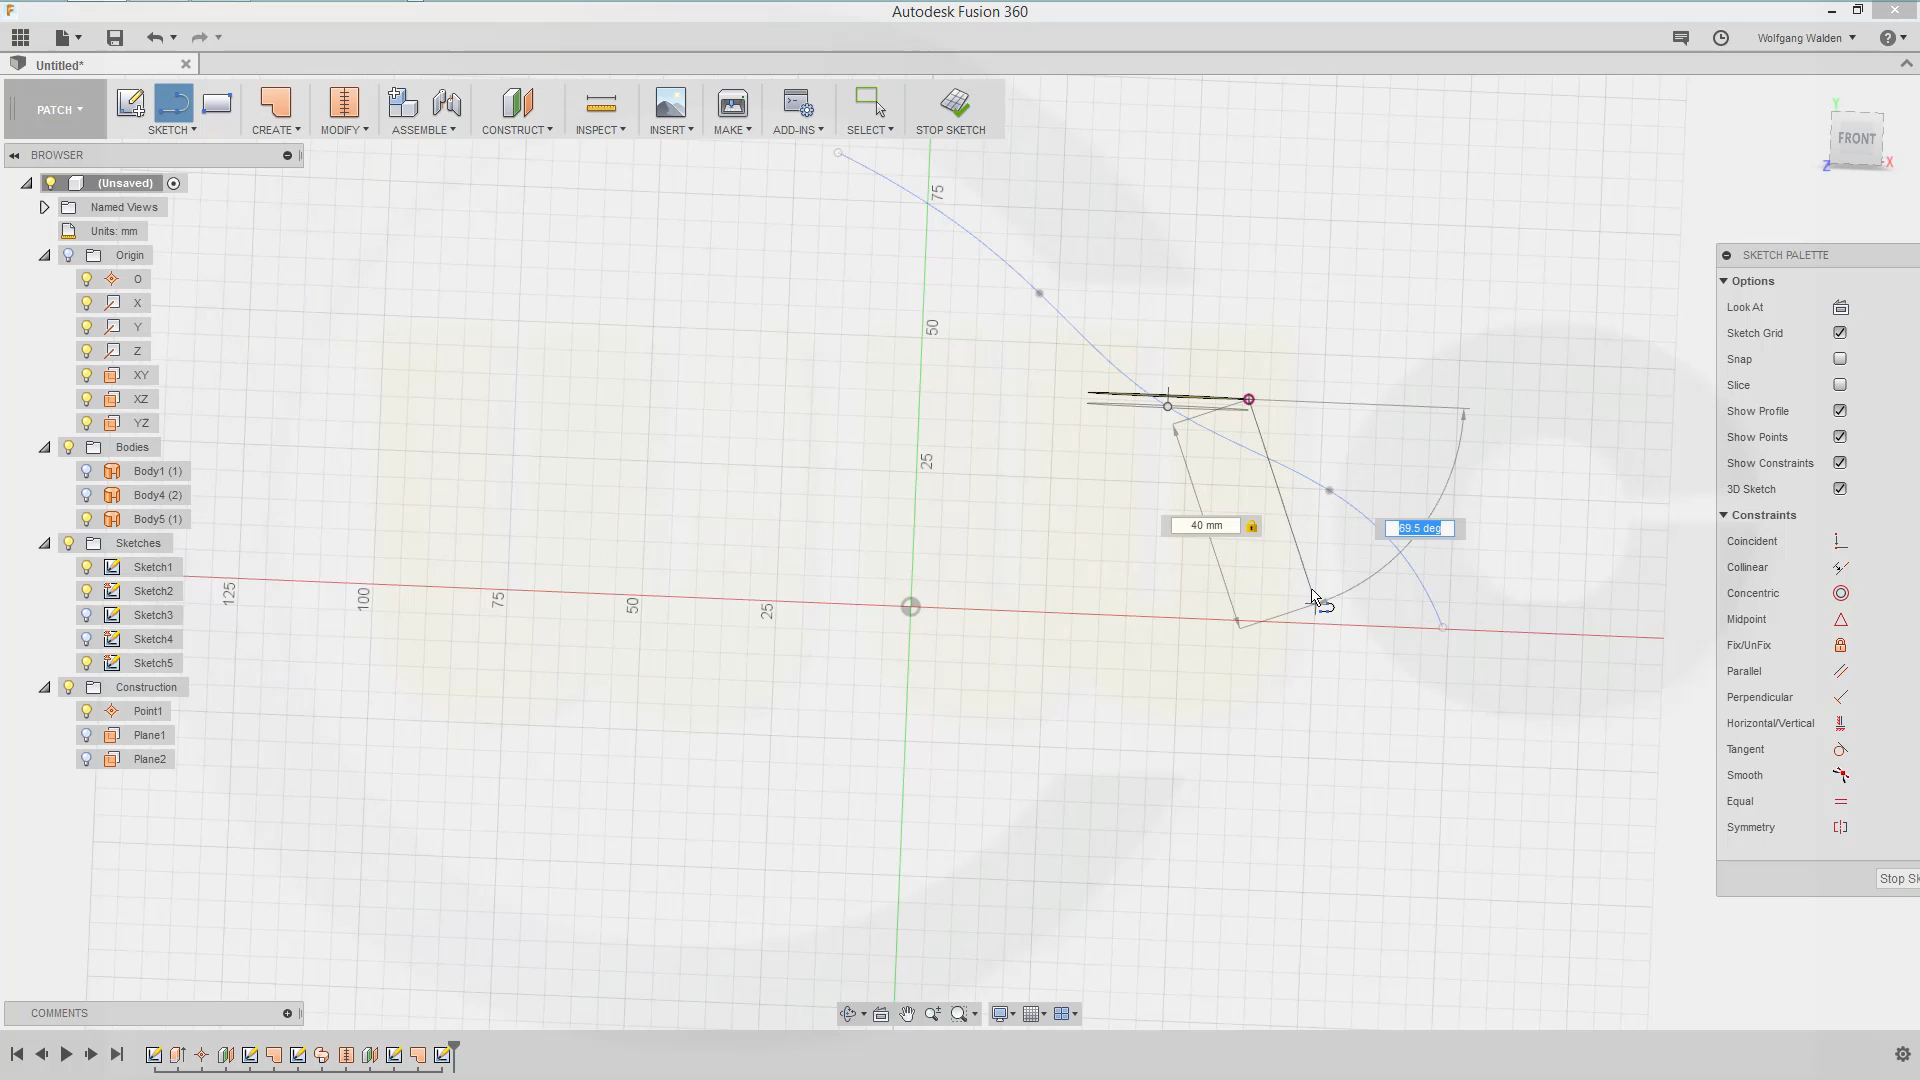 Autodesk Fusion 360
Wolfgang Walden
Untitled*
PATCH
SKETCH
CREATE
MODIFY
ASSEMBLE
CONSTRUCT
INSPECT
INSERT
MAKE
ADD-INS
SELECT
STOP SKETCH
Y
FRONT
Z
X
BROWSER
(Unsaved)
Named Views
Units: mm
Origin
O
X
Y
Z
XY
XZ
YZ
Bodies
Body1 (1)
Body4 (2)
Body5 (1)
Sketches
Sketch1
Sketch2
Sketch3
Sketch4
Sketch5
Construction
Point1
Plane1
Plane2
75
50
25
125
100
75
50
25
40 mm
69.5 deg
SKETCH PALETTE
Options
Look At
Sketch Grid
Snap
Slice
Show Profile
Show Points
Show Constraints
3D Sketch
Constraints
Coincident
Collinear
Concentric
Midpoint
Fix/UnFix
Parallel
Perpendicular
Horizontal/Vertical
Tangent
Smooth
Equal
Symmetry
Stop Sk
COMMENTS